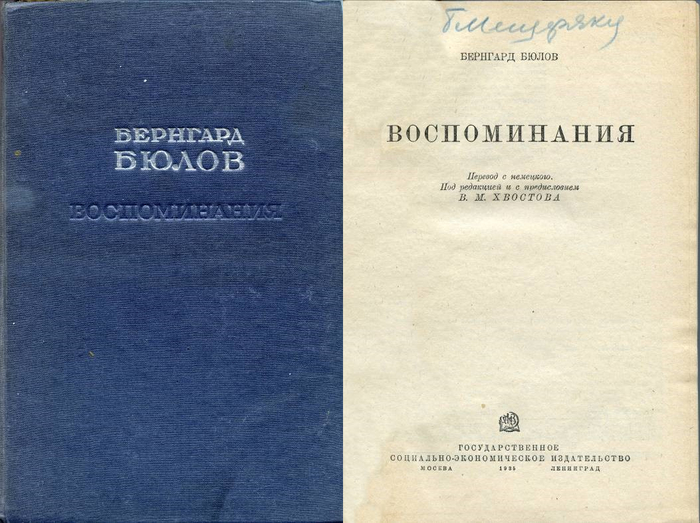 БЕРНГАРД
БЮЛОВ
ВОСПОМИНАНИЯ
БЕРНГАРД БЮЛОВ
ВОСПОМИНАНИЯ
Перевод с немецкого.
Под редакцией и с предисловием
В. М. ХВОСТОВА
ГОСУДАРСТВЕННОЕ
СОЦИАЛЬНО-ЭКОНОМИЧЕСКОЕ ИЗДАТЕЛЬСТВО
МОСКВА 1935 ЛЕНИНГРАД